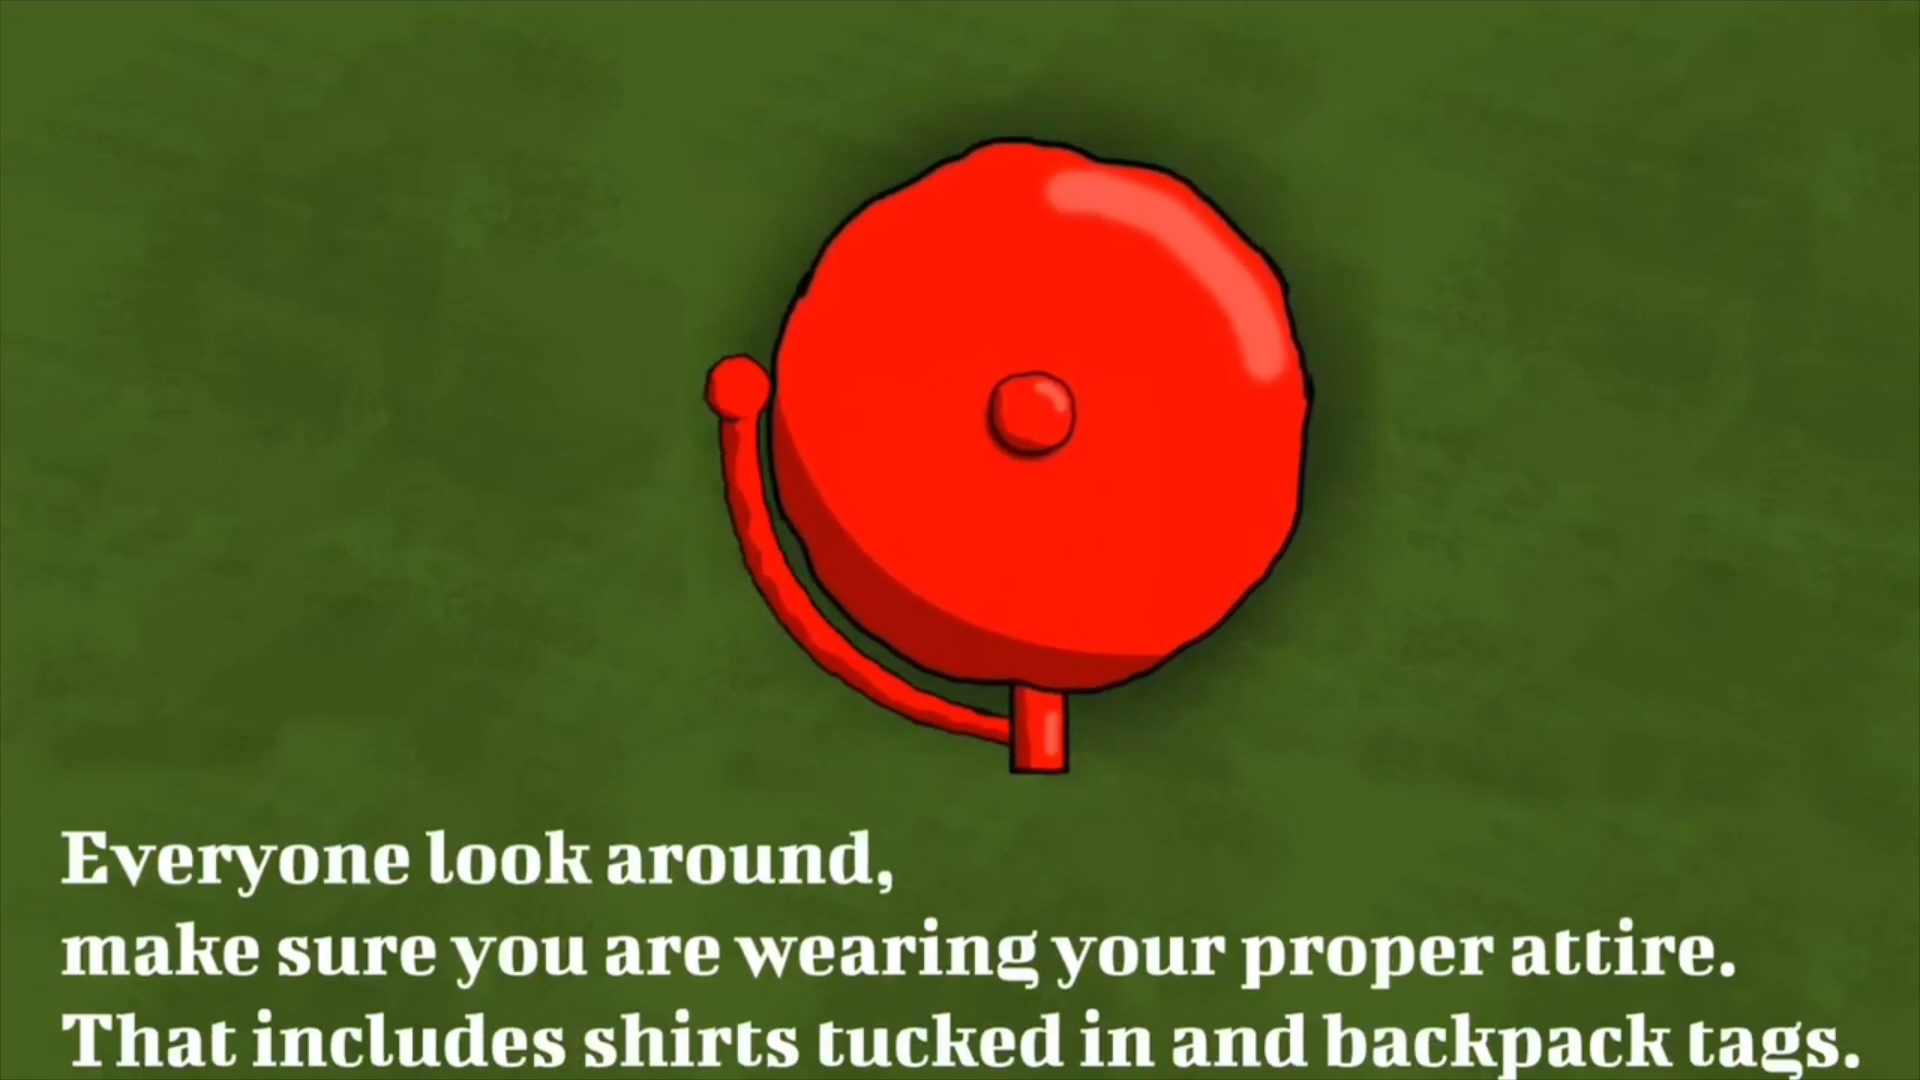 Everyone look around,
make sure you are wearing your proper attire.
That includes shirts tucked in and backpack tags.